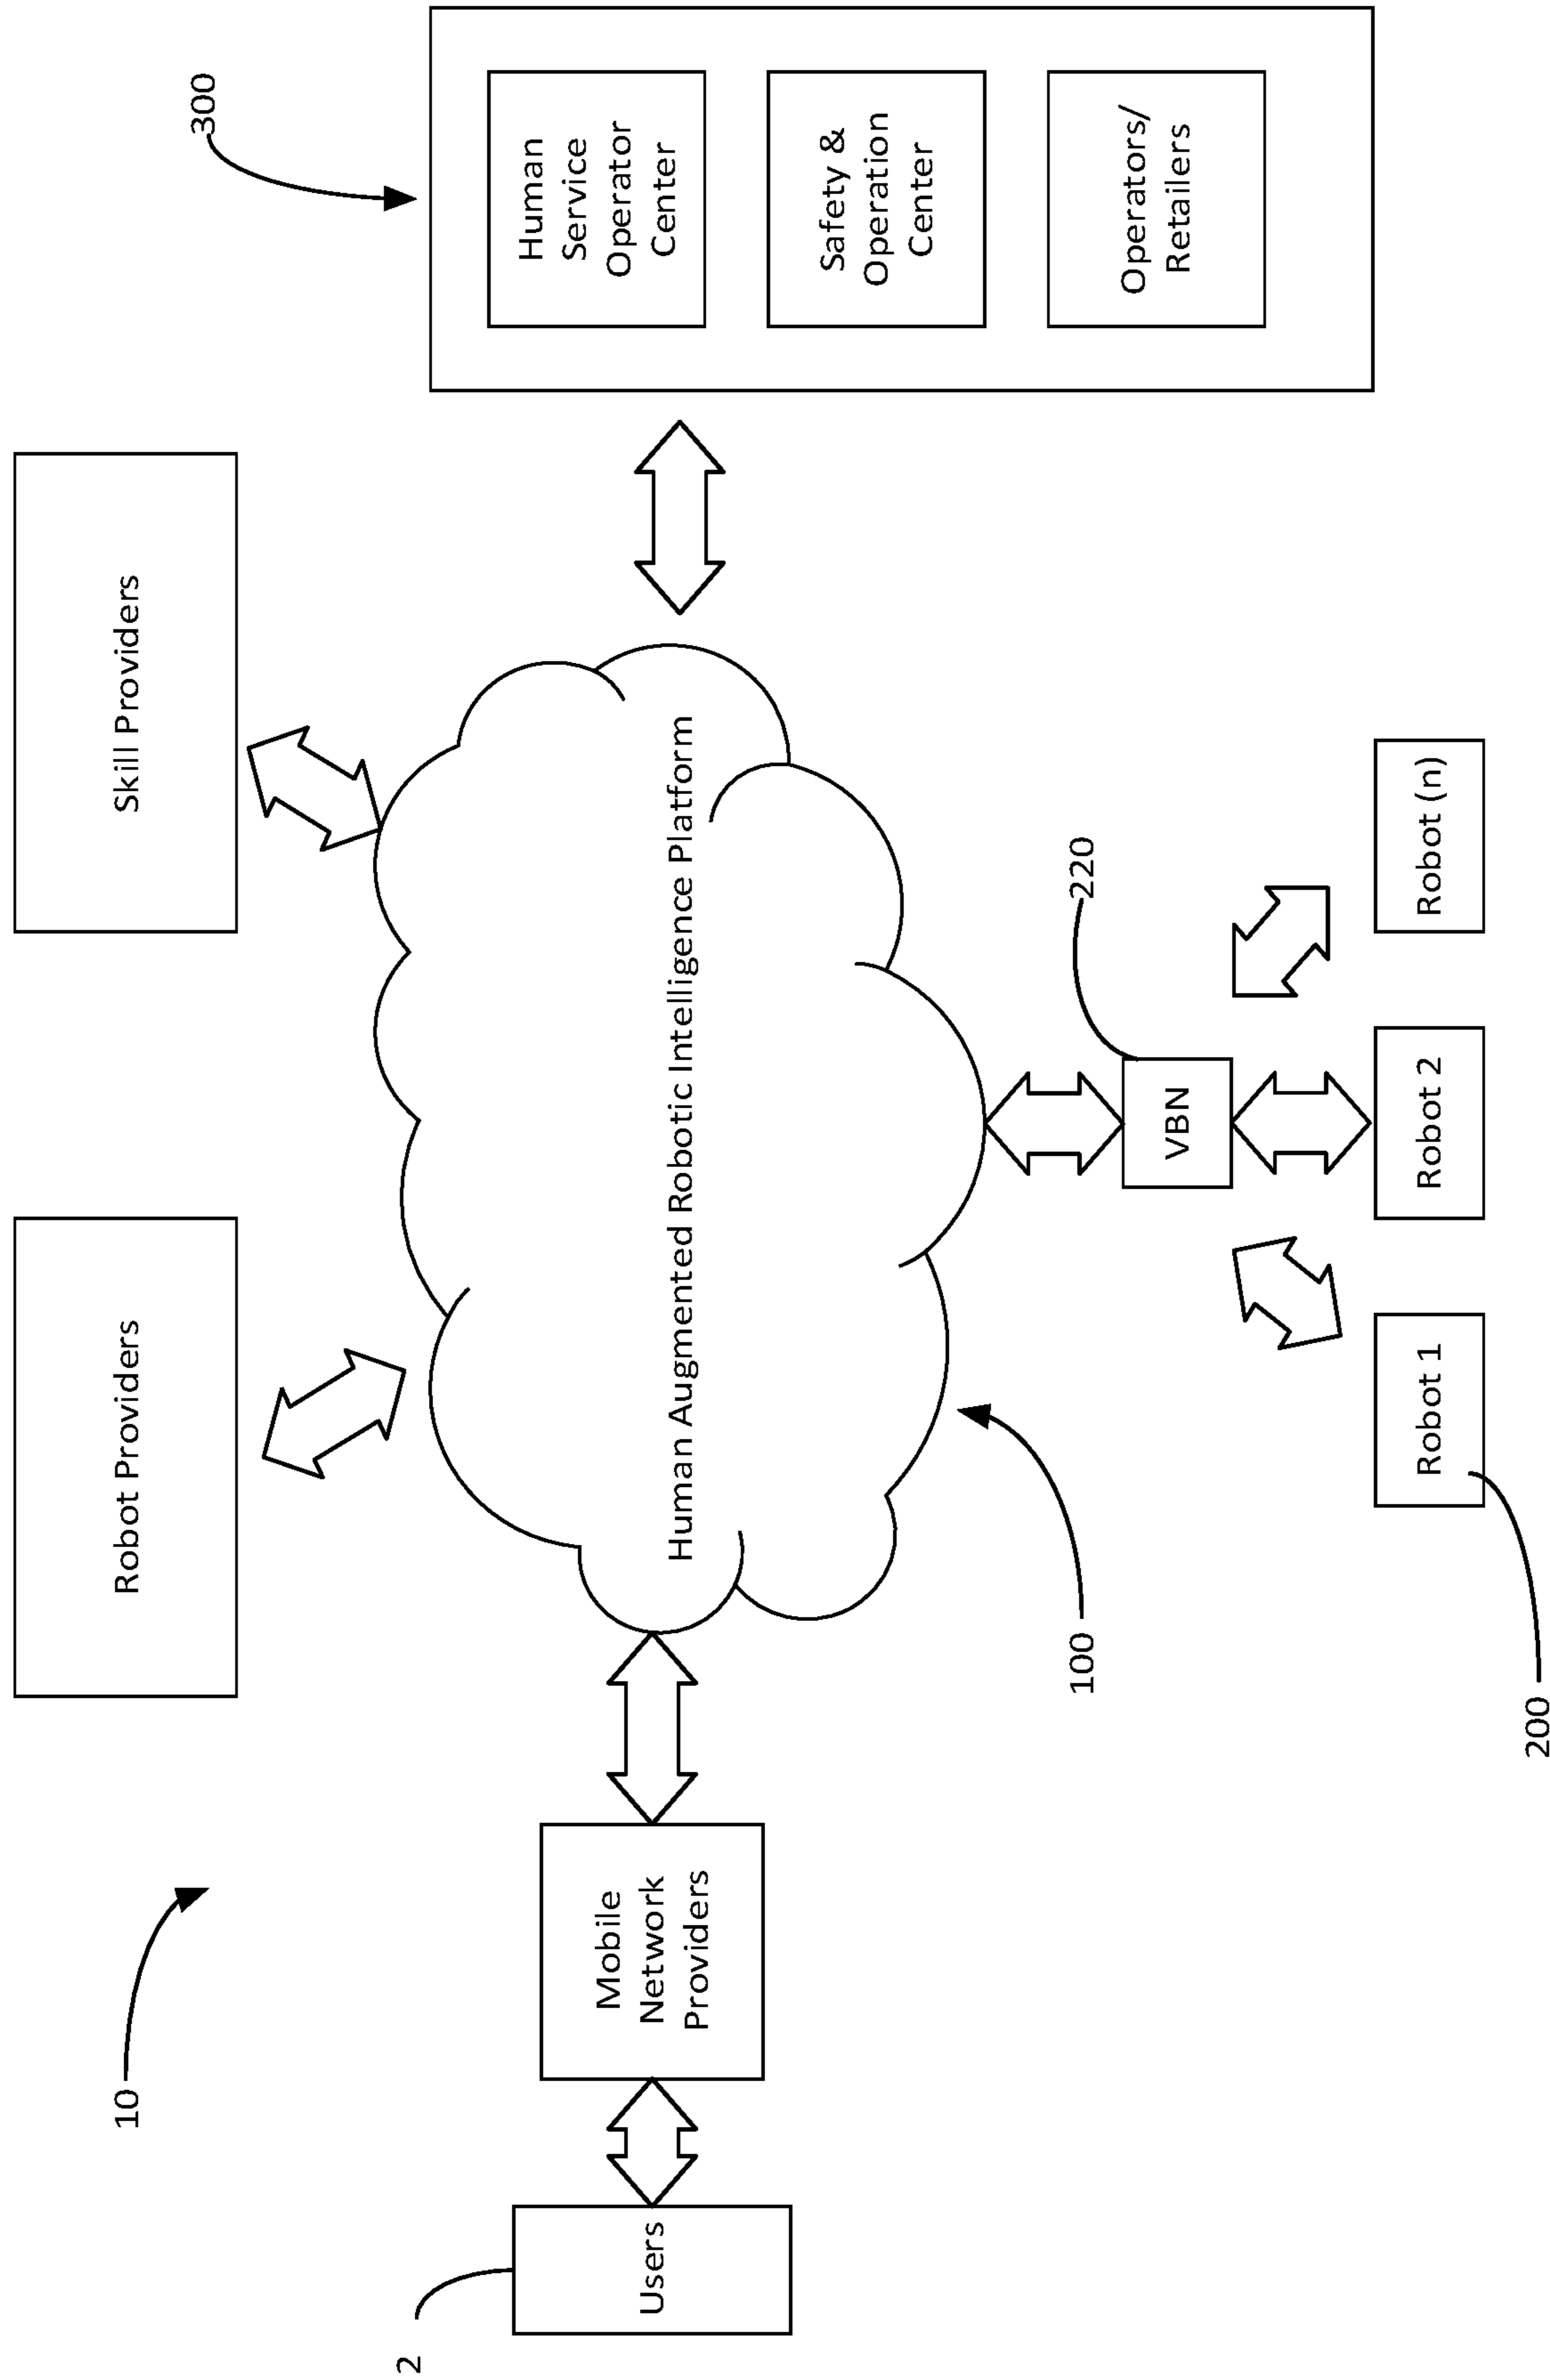 10
Robot Providers
Skill Providers
300
2
Users
Mobile
Network
Providers
Human Augmented Robotic Intelligence Platform
Human
Service
Operator
Center
Safety &
Operation
Center
Operators/
Retailers
100
VBN
220
Robot 1
Robot 2
Robot (n)
200